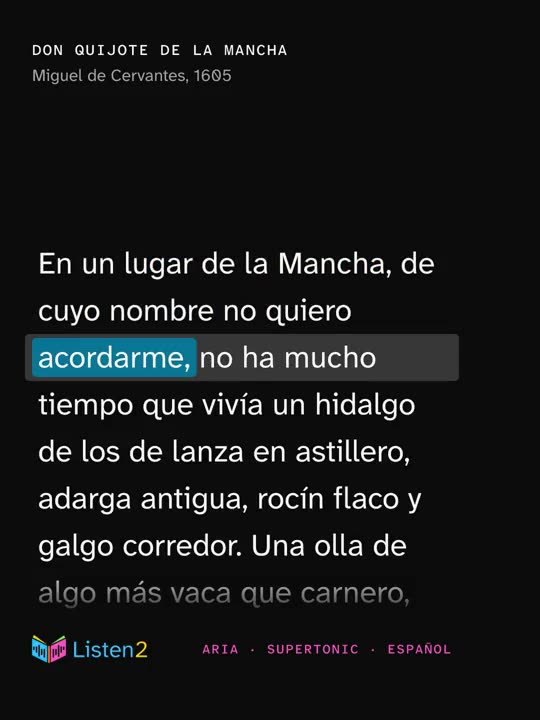 DON QUIJOTE DE LA MANCHA
Miguel de Cervantes, 1605
En un lugar de la Mancha, de
cuyo nombre no quiero
acordarme, no ha mucho
tiempo que vivía un hidalgo
de los de lanza en astillero,
adarga antigua, rocín flaco y
galgo corredor. Una olla de
algo más vaca que carnero,
Listen2
ARIA · SUPERTONIC · ESPAÑOL